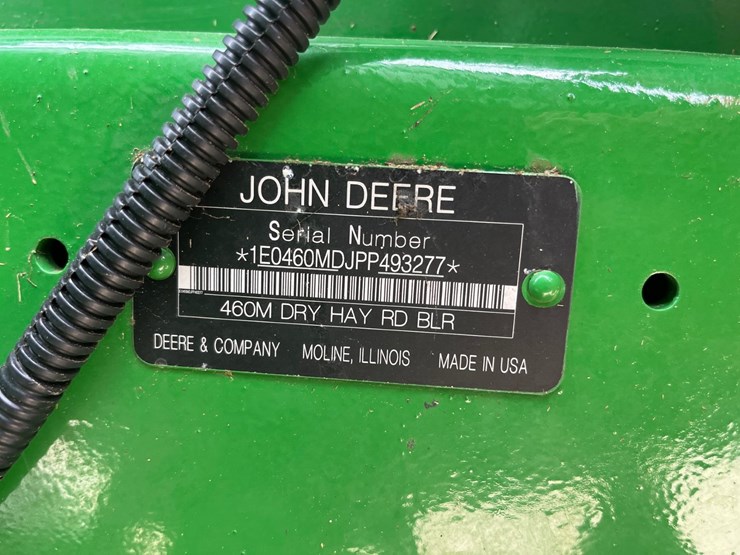 JOHN DEERE
Serial Number
*1E0460MDJPP493277*
460M DRY HAY RD BLR
DEERE & COMPANY MOLINE, ILLINOIS MADE IN USA